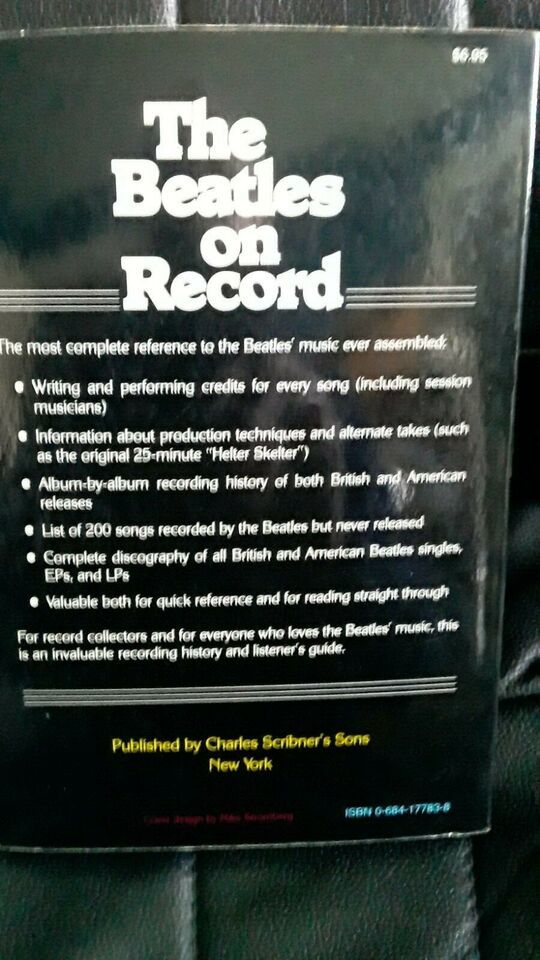 $6.95
The
Beatles
on
Record
The most complete reference to the Beatles' music ever assembled:
• Writing and performing credits for every song (including session
musicians)
• Information about production techniques and alternate takes (such
as the original 25-minute "Helter Skelter")
• Album-by-album recording history of both British and American
releases
• List of 200 songs recorded by the Beatles but never released
• Complete discography of all British and American Beatles singles,
EPs, and LPs
• Valuable both for quick reference and for reading straight through
For record collectors and for everyone who loves the Beatles' music, this
is an invaluable recording history and listener's guide.
Published by Charles Scribner's Sons
New York
design by Mike
ISBN 0-684-17783-8